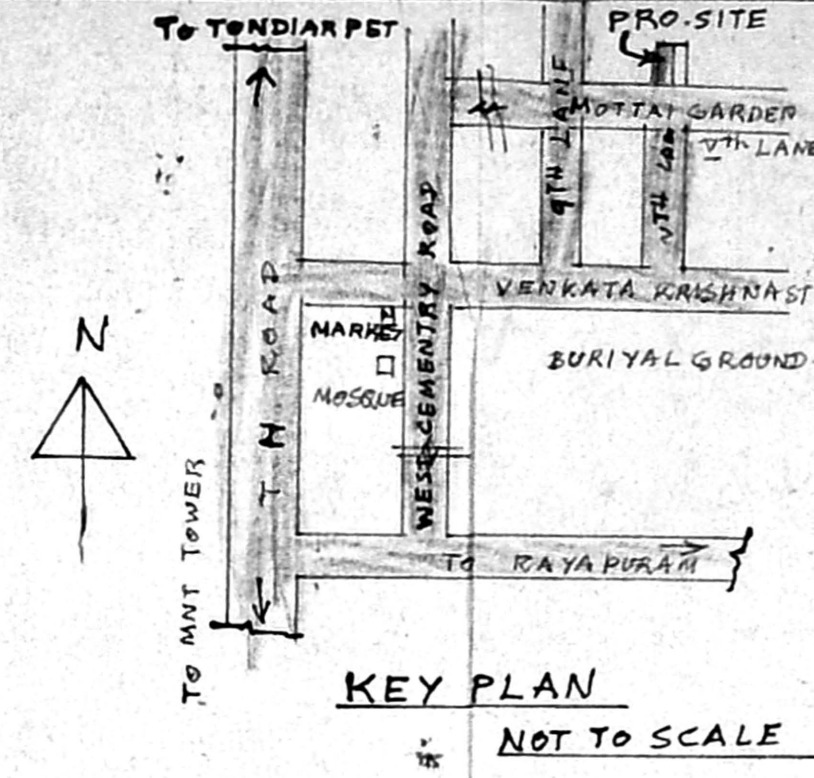 To TONDIARPET
PRO.SITE
MOTTAI GARDEN
Vth LANE
9TH LANE
VTH LAN
VENKATA KRISHNA ST
T H ROAD
WEST CEMENTRY ROAD
MARKET
MOSQUE
BURIYAL GROUND
N
TO MNT TOWER
TO RAYAPURAM
KEY PLAN
NOT TO SCALE